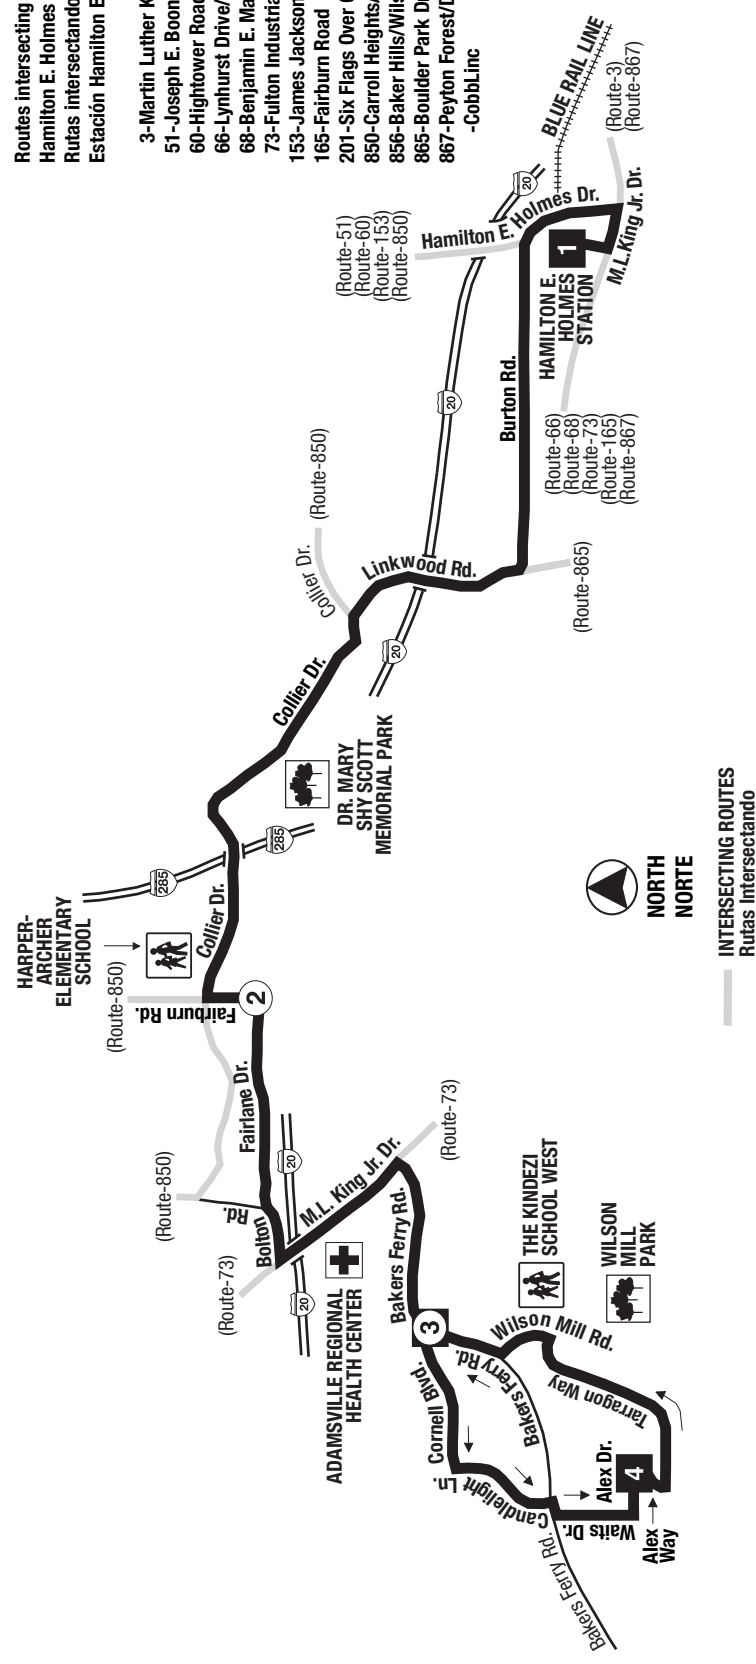 Routes intersecting
Hamilton E. Holmes
Rutas intersectando
Estación Hamilton E
3-Martin Luther K
51-Joseph E. Boon
60-Hightower Road
66-Lynhurst Drive/
68-Benjamin E. Ma
73-Fulton Industria
153-James Jackson
165-Fairburn Road
201-Six Flags Over
850-Carroll Heights/
856-Baker Hills/Wils
865-Boulder Park D
867-Peyton Forest/D
-CobbLinc
BLUE RAIL LINE
(Route-3)
(Route-867)
20
Hamilton E. Holmes Dr.
(Route-51)
(Route-60)
(Route-153)
(Route-850)
M.L.King Jr. Dr.
1
HAMILTON E.
HOLMES
STATION
20
Burton Rd.
(Route-66)
(Route-68)
(Route-73)
(Route-165)
(Route-867)
(Route-850)
Collier Dr.
Linkwood Rd.
(Route-865)
20
Collier Dr.
DR. MARY
SHY SCOTT
MEMORIAL PARK
285
285
HARPER-
ARCHER
ELEMENTARY
SCHOOL
Collier Dr.
(Route-850)
Fairburn Rd.
2
Fairlane Dr.
20
(Route-850)
Bolton Rd.
M.L. King Jr. Dr.
(Route-73)
(Route-73)
20
ADAMSVILLE REGIONAL
HEALTH CENTER
Bakers Ferry Rd.
3
THE KINDEZI
SCHOOL WEST
WILSON
MILL
PARK
Wilson Mill Rd.
Bakers Ferry Rd.
Bakers Ferry Rd.
Cornell Blvd.
Candlelight Ln.
Tarragon Way
Alex Dr.
4
Waits Dr.
Alex
Way
Bakers Ferry Rd.
NORTH
NORTE
INTERSECTING ROUTES
Rutas Intersectando